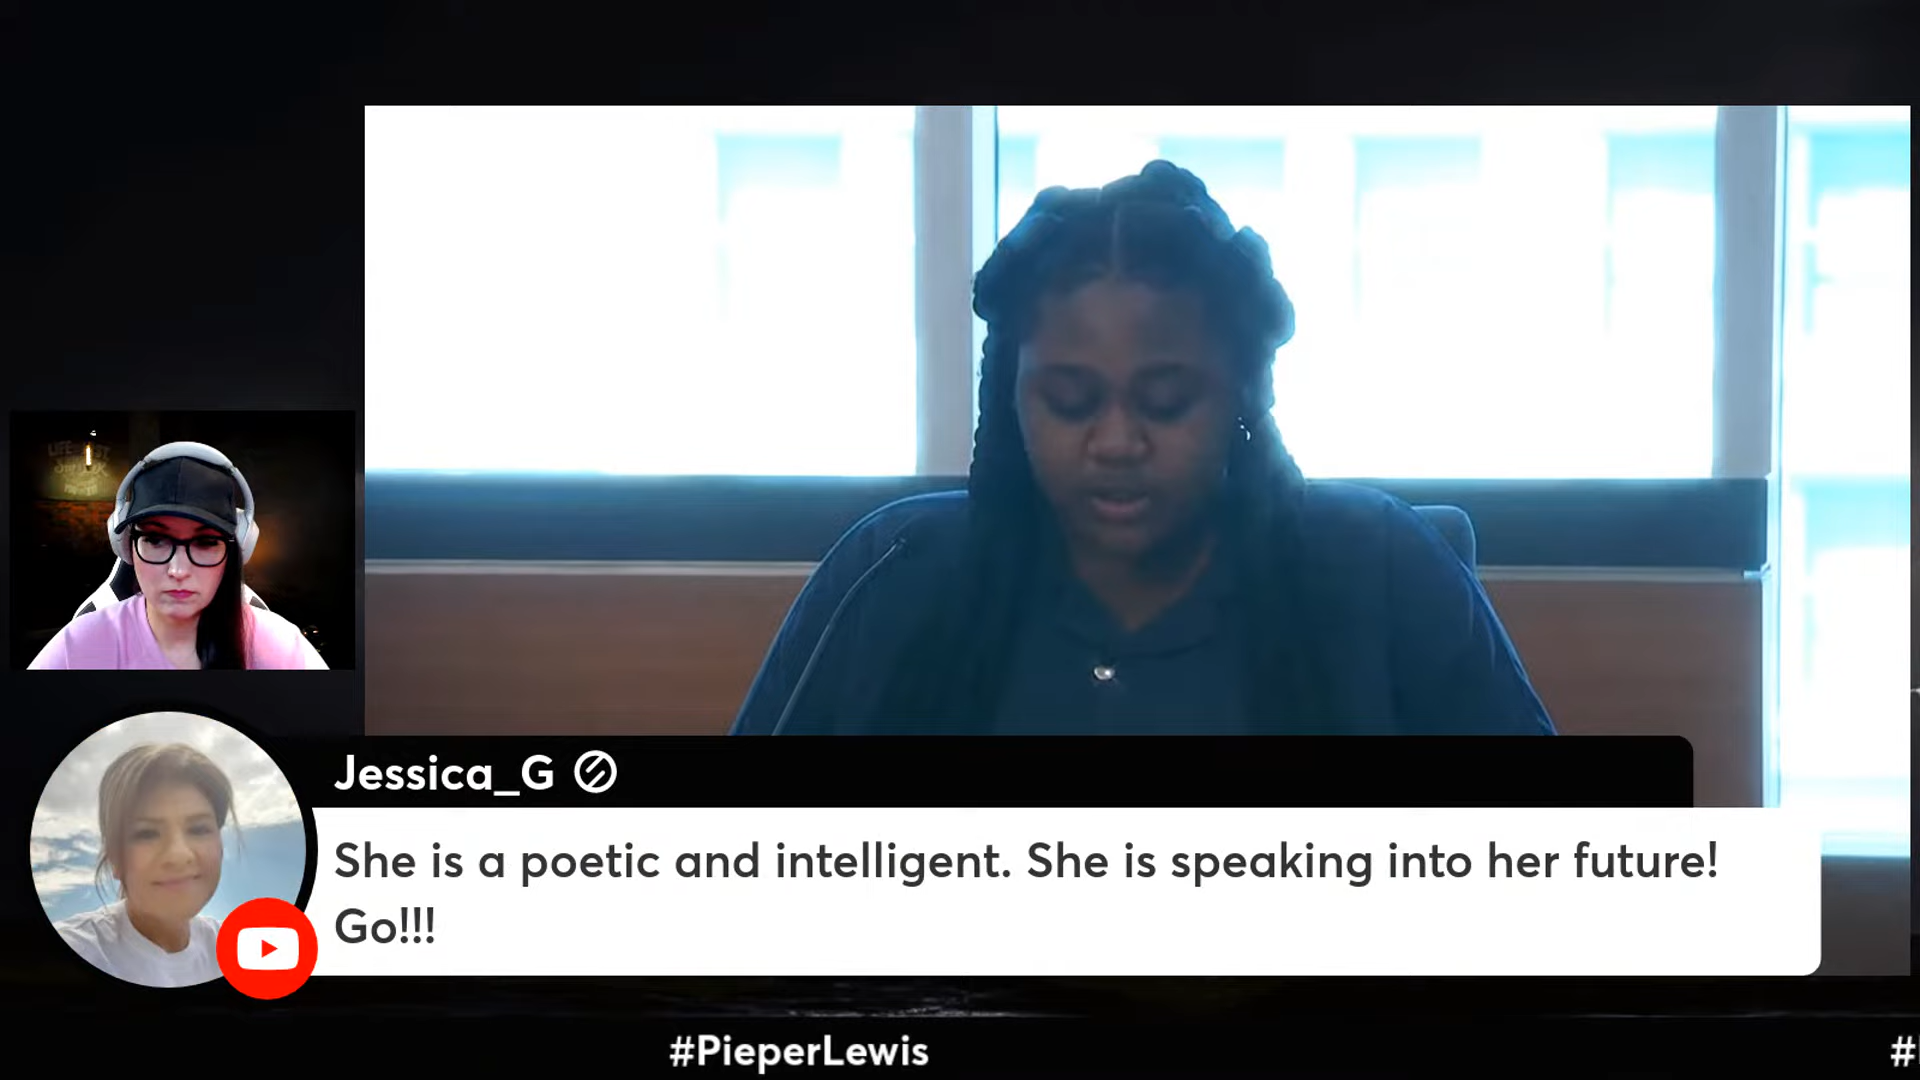 Jessica_G
She is a poetic and intelligent. She is speaking into her future!
Go!!!
#PieperLewis
#